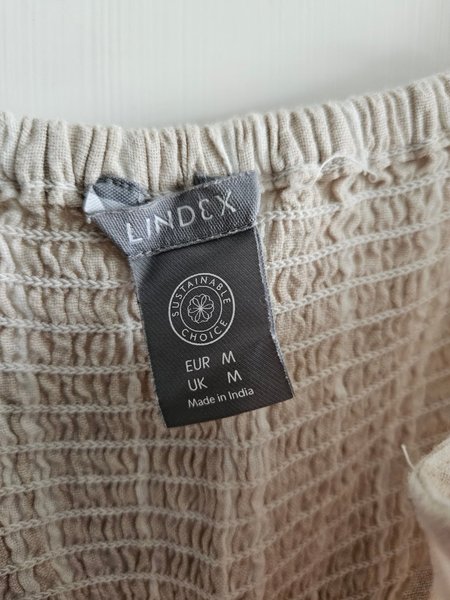 LINDEX
SUSTAINABLE
CHOICE
EUR M
UK M
Made in India